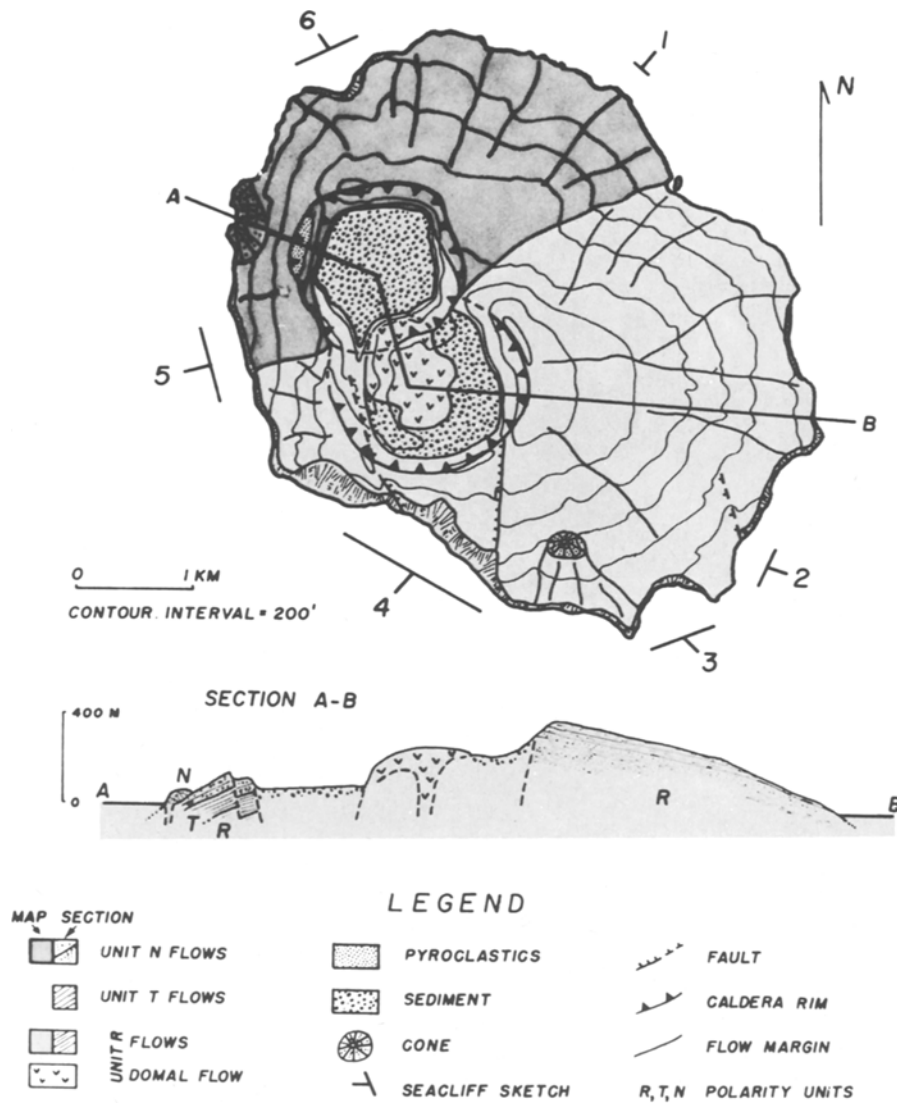 6
1
N
A
5
B
0 1 KM
CONTOUR. INTERVAL = 200'
4
2
3
SECTION A-B
400 M
N
A
0
T R
R
B
LEGEND
MAP SECTION
UNIT N FLOWS
UNIT T FLOWS
UNIT R
FLOWS
DOMAL FLOW
PYROCLASTICS
SEDIMENT
CONE
SEACLIFF SKETCH
FAULT
CALDERA RIM
FLOW MARGIN
R, T, N POLARITY UNITS